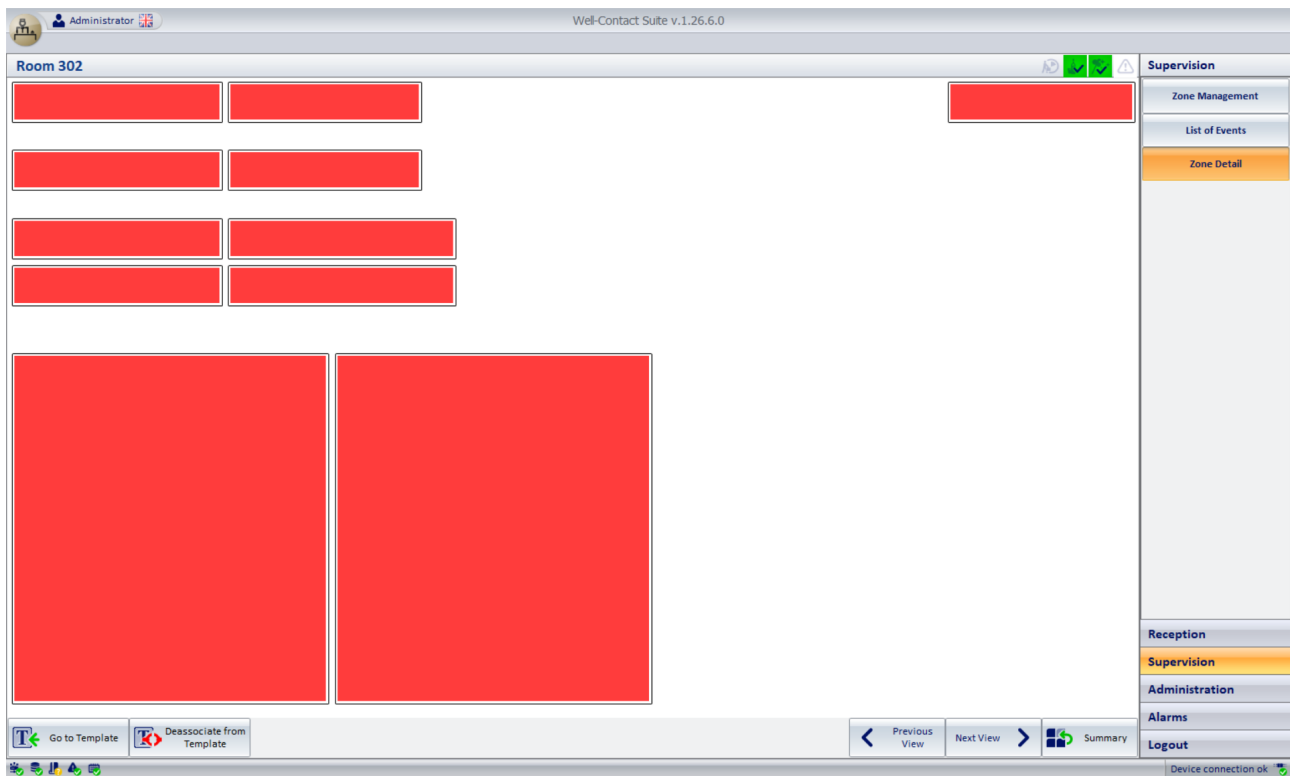 Administrator
Well-Contact Suite v.1.26.6.0
Room 302
Supervision
Zone Management
List of Events
Zone Detail
Reception
Supervision
Administration
Alarms
Logout
Go to Template
Deassociate from
Template
Previous
View
Next View
Summary
Device connection ok